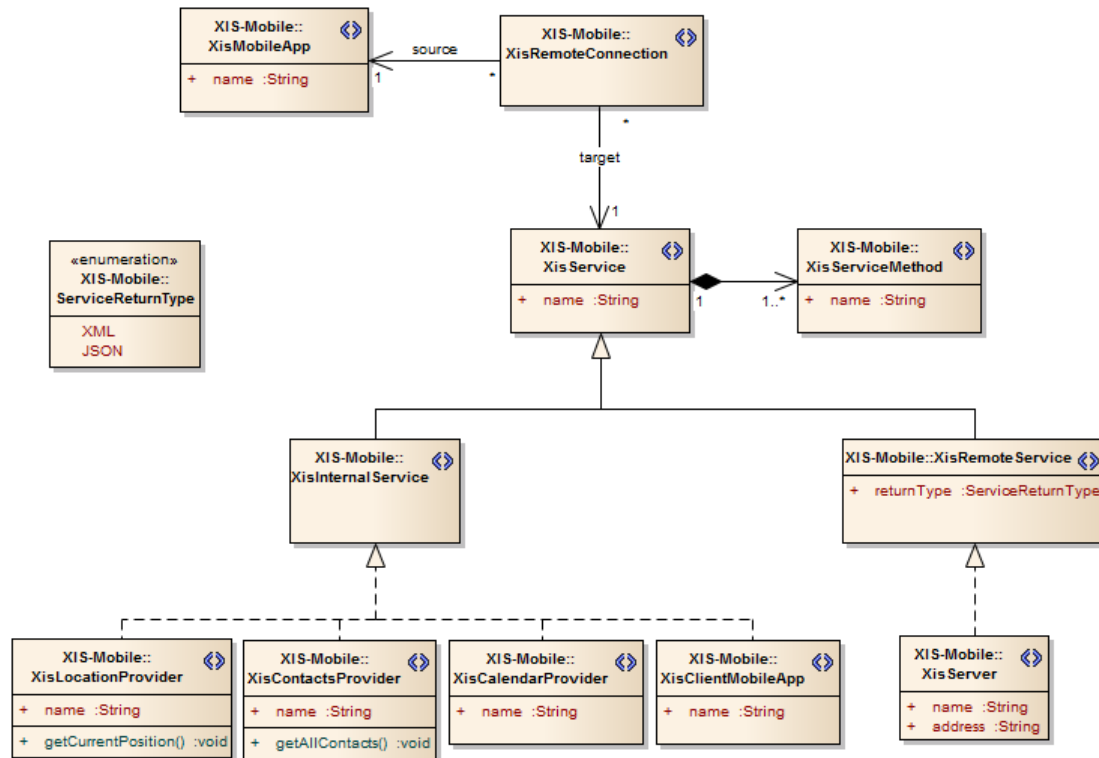 XIS-Mobile::
XisMobileApp
+ name :String
source
1
*
XIS-Mobile::
XisRemoteConnection
*
target
1
«enumeration»
XIS-Mobile::
ServiceReturnType
XML
JSON
XIS-Mobile::
XisService
+ name :String
1
1..*
XIS-Mobile::
XisServiceMethod
+ name :String
XIS-Mobile::
XisInternalService
XIS-Mobile::XisRemoteService
+ returnType :ServiceReturnType
XIS-Mobile::
XisLocationProvider
+ name :String
+ getCurrentPosition() :void
XIS-Mobile::
XisContactsProvider
+ name :String
+ getAllContacts() :void
XIS-Mobile::
XisCalendarProvider
+ name :String
XIS-Mobile::
XisClientMobileApp
+ name :String
XIS-Mobile::
XisServer
+ name :String
+ address :String